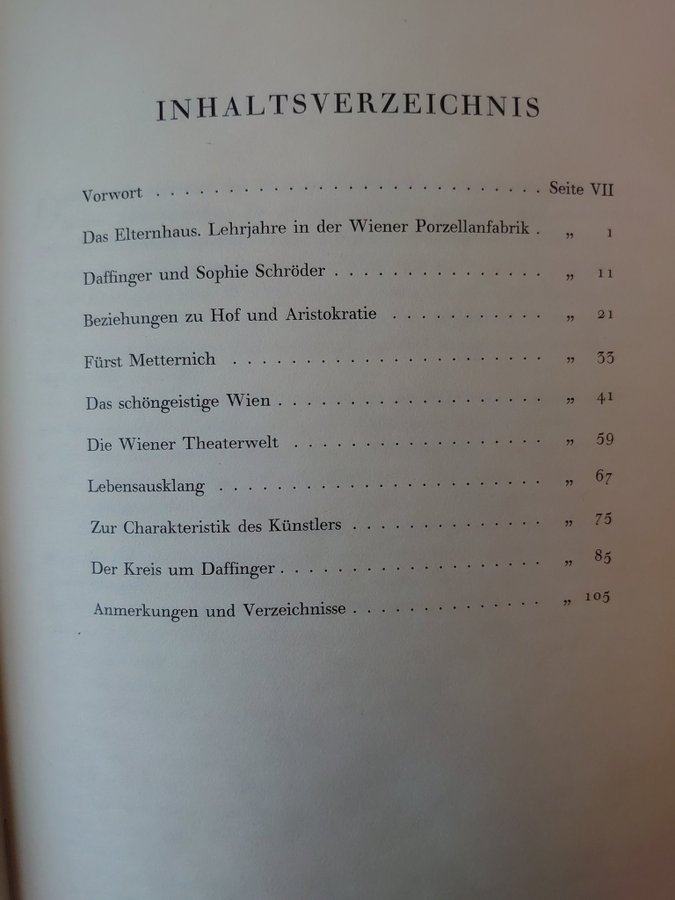 INHALTSVERZEICHNIS
Vorwort . . . . . . . . . . . . . . . . . . . . . . . . . . . Seite VII
Das Elternhaus. Lehrjahre in der Wiener Porzellanfabrik . „ 1
Daffinger und Sophie Schröder . . . . . . . . . . . . . . . „ 11
Beziehungen zu Hof und Aristokratie . . . . . . . . . . . „ 21
Fürst Metternich . . . . . . . . . . . . . . . . . . . . . . „ 33
Das schöngeistige Wien . . . . . . . . . . . . . . . . . . . „ 41
Die Wiener Theaterwelt . . . . . . . . . . . . . . . . . . „ 59
Lebensausklang . . . . . . . . . . . . . . . . . . . . . . . „ 67
Zur Charakteristik des Künstlers . . . . . . . . . . . . . . „ 75
Der Kreis um Daffinger . . . . . . . . . . . . . . . . . . . „ 85
Anmerkungen und Verzeichnisse . . . . . . . . . . . . . . „ 105